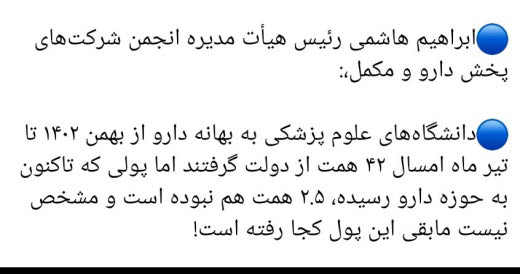 🔵ابراهیم هاشمی رئیس هیأت مدیره انجمن شرکت‌های
پخش دارو و مکمل،:
🔵دانشگاه‌های علوم پزشکی به بهانه دارو از بهمن ۱۴۰۲ تا
تیر ماه امسال ۴۲ همت از دولت گرفتند اما پولی که تاکنون
به حوزه دارو رسیده، ۲.۵ همت هم نبوده است و مشخص
نیست مابقی این پول کجا رفته است!